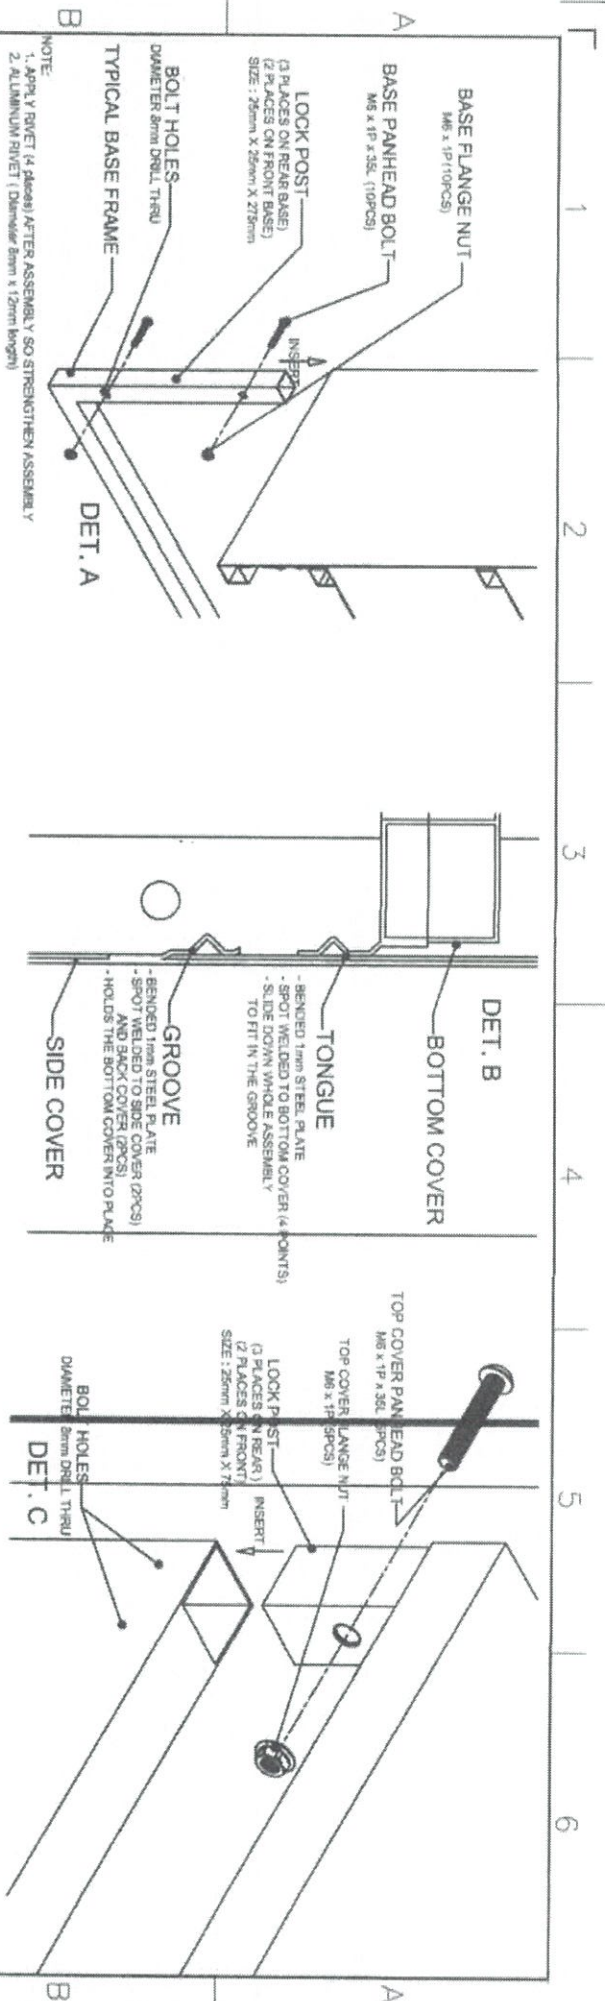 1
2
3
4
5
6
A
B
A
B
BASE FLANGE NUT
M6 x 1P (10PCS)
BASE PANHEAD BOLT
M6 x 1P x 35L (10PCS)
LOCK POST
(3 PLACES ON REAR BASE)
(2 PLACES ON FRONT BASE)
SIZE : 25mm X 25mm X 275mm
INSERT
BOLT HOLES
DIAMETER 8mm DRILL THRU
TYPICAL BASE FRAME
DET. A
NOTE:
1. APPLY RIVET (4 places) AFTER ASSEMBLY SO STRENGTHEN ASSEMBLY
2. ALUMINUM RIVET ( Diameter 8mm x 12mm length)
DET. B
BOTTOM COVER
TONGUE
- BENDED 1mm STEEL PLATE
- SPOT WELDED TO BOTTOM COVER (4 POINTS)
- SLIDE DOWN WHOLE ASSEMBLY
TO FIT IN THE GROOVE
GROOVE
- BENDED 1mm STEEL PLATE
- SPOT WELDED TO SIDE COVER (2PCS)
AND BACK COVER (2PCS)
- HOLDS THE BOTTOM COVER INTO PLACE
SIDE COVER
TOP COVER PANHEAD BOLT
M6 x 1P x 35L (5PCS)
TOP COVER FLANGE NUT
M6 x 1P (5PCS)
LOCK POST
(3 PLACES ON REAR )
(2 PLACES ON FRONT)
SIZE : 25mm X 25mm X 75mm
INSERT
BOLT HOLES
DIAMETER 8mm DRILL THRU
DET. C